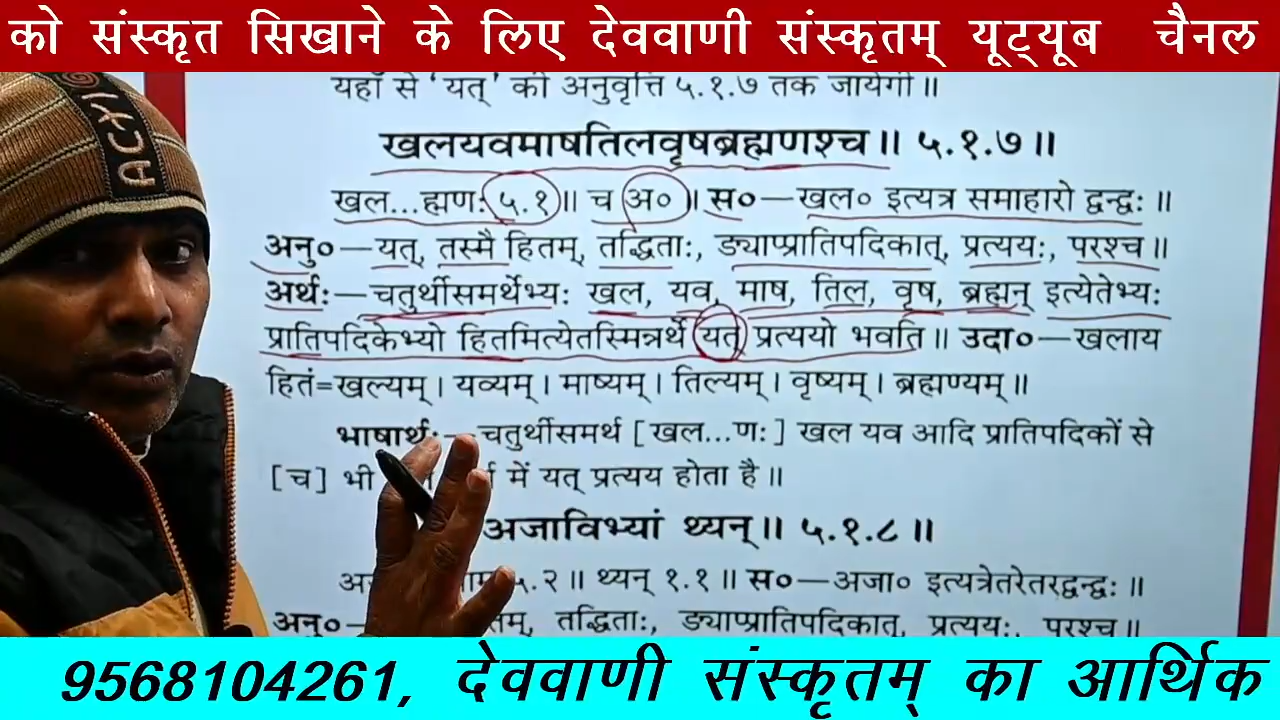 को संस्कृत सिखाने के लिए देववाणी संस्कृतम् यूट्यूब चैनल
यहाँ से 'यत्' की अनुवृत्ति ५.१.७ तक जायेगी॥
खलयवमाषतिलवृषब्रह्मणश्च॥ ५.१.७॥
खल...ह्मणः ५.१॥ च अ०॥ स०—खल० इत्यत्र समाहारो द्वन्द्वः॥
अनु०—यत्, तस्मै हितम्, तद्धिताः, ङ्याप्प्रातिपदिकात्, प्रत्ययः, परश्च॥
अर्थः—चतुर्थीसमर्थेभ्यः खल, यव, माष, तिल, वृष, ब्रह्मन् इत्येतेभ्यः
प्रातिपदिकेभ्यो हितमित्येतस्मिन्नर्थे यत् प्रत्ययो भवति॥ उदा०—खलाय
हितं=खल्यम्। यव्यम्। माष्यम्। तिल्यम्। वृष्यम्। ब्रह्मण्यम्॥
भाषार्थः—चतुर्थीसमर्थ [खल...णः] खल यव आदि प्रातिपदिकों से
[च] भी में यत् प्रत्यय होता है॥
अजाविभ्यां थ्यन्॥ ५.१.८॥
५.२॥ थ्यन् १.१॥ स०—अजा० इत्यत्रेतरेतरद्वन्द्वः॥
अनु०— तद्धिताः, ङ्याप्प्रातिपदिकात्, प्रत्ययः, परश्च॥
9568104261, देववाणी संस्कृतम् का आर्थिक
ACHI